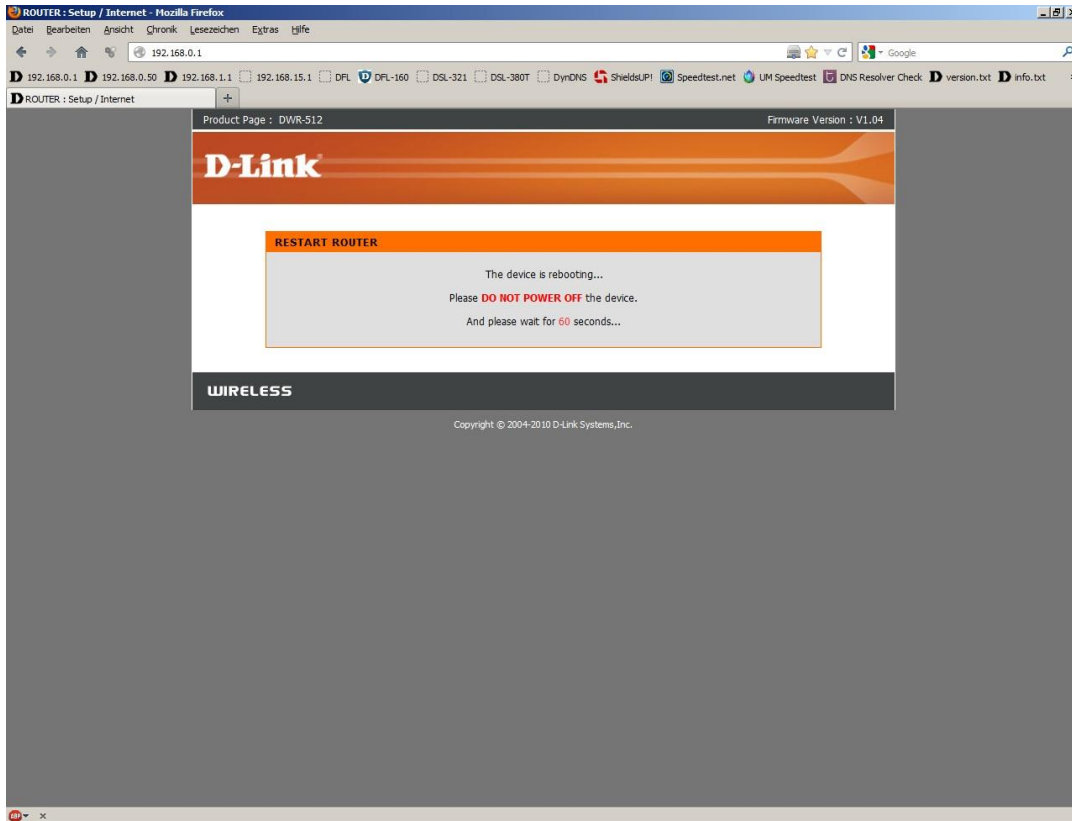 ROUTER : Setup / Internet - Mozilla Firefox
Datei Bearbeiten Ansicht Chronik Lesezeichen Extras Hilfe
192.168.0.1 Google
192.168.0.1 192.168.0.50 192.168.1.1 192.168.15.1 DFL DFL-160 DSL-321 DSL-380T DynDNS ShieldsUP! Speedtest.net UM Speedtest DNS Resolver Check version.txt info.txt
ROUTER : Setup / Internet
Product Page : DWR-512 Firmware Version : V1.04
D-Link
RESTART ROUTER
The device is rebooting...
Please DO NOT POWER OFF the device.
And please wait for 60 seconds...
WIRELESS
Copyright © 2004-2010 D-Link Systems,Inc.
ABP